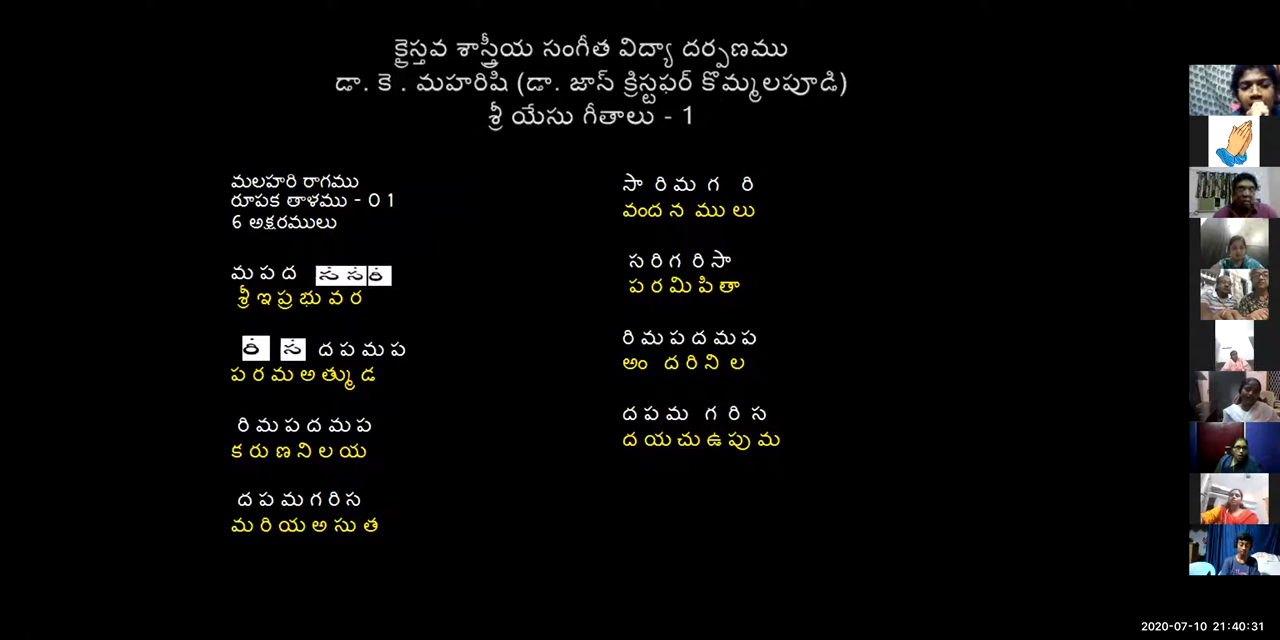 క్రైస్తవ శాస్త్రీయ సంగీత విద్యా దర్పణము
డా. కె . మహరిషి (డా. జాస్ క్రిస్టఫర్ కొమ్మలపూడి)
శ్రీ యేసు గీతాలు - 1
మలహరి రాగము
రూపక తాళము - 0 1
6 అక్షరములు
మ ప ద స స రి
శ్రీ ఇ ప్ర భు వ ర
రి స ద ప మ ప
ప ర మ అ త్ము డ
రి మ ప ద మ ప
క రు ణ ని ల య
ద ప మ గ రి స
మ రి య అ సు త
సా రి మ గ రి
వంద న ము లు
స రి గ రి సా
ప ర మి పి తా
రి మ ప ద మ ప
అం ద రి ని ల
ద ప మ గ రి స
ద య చు ఉ పు మ
2020-07-10 21:40:31